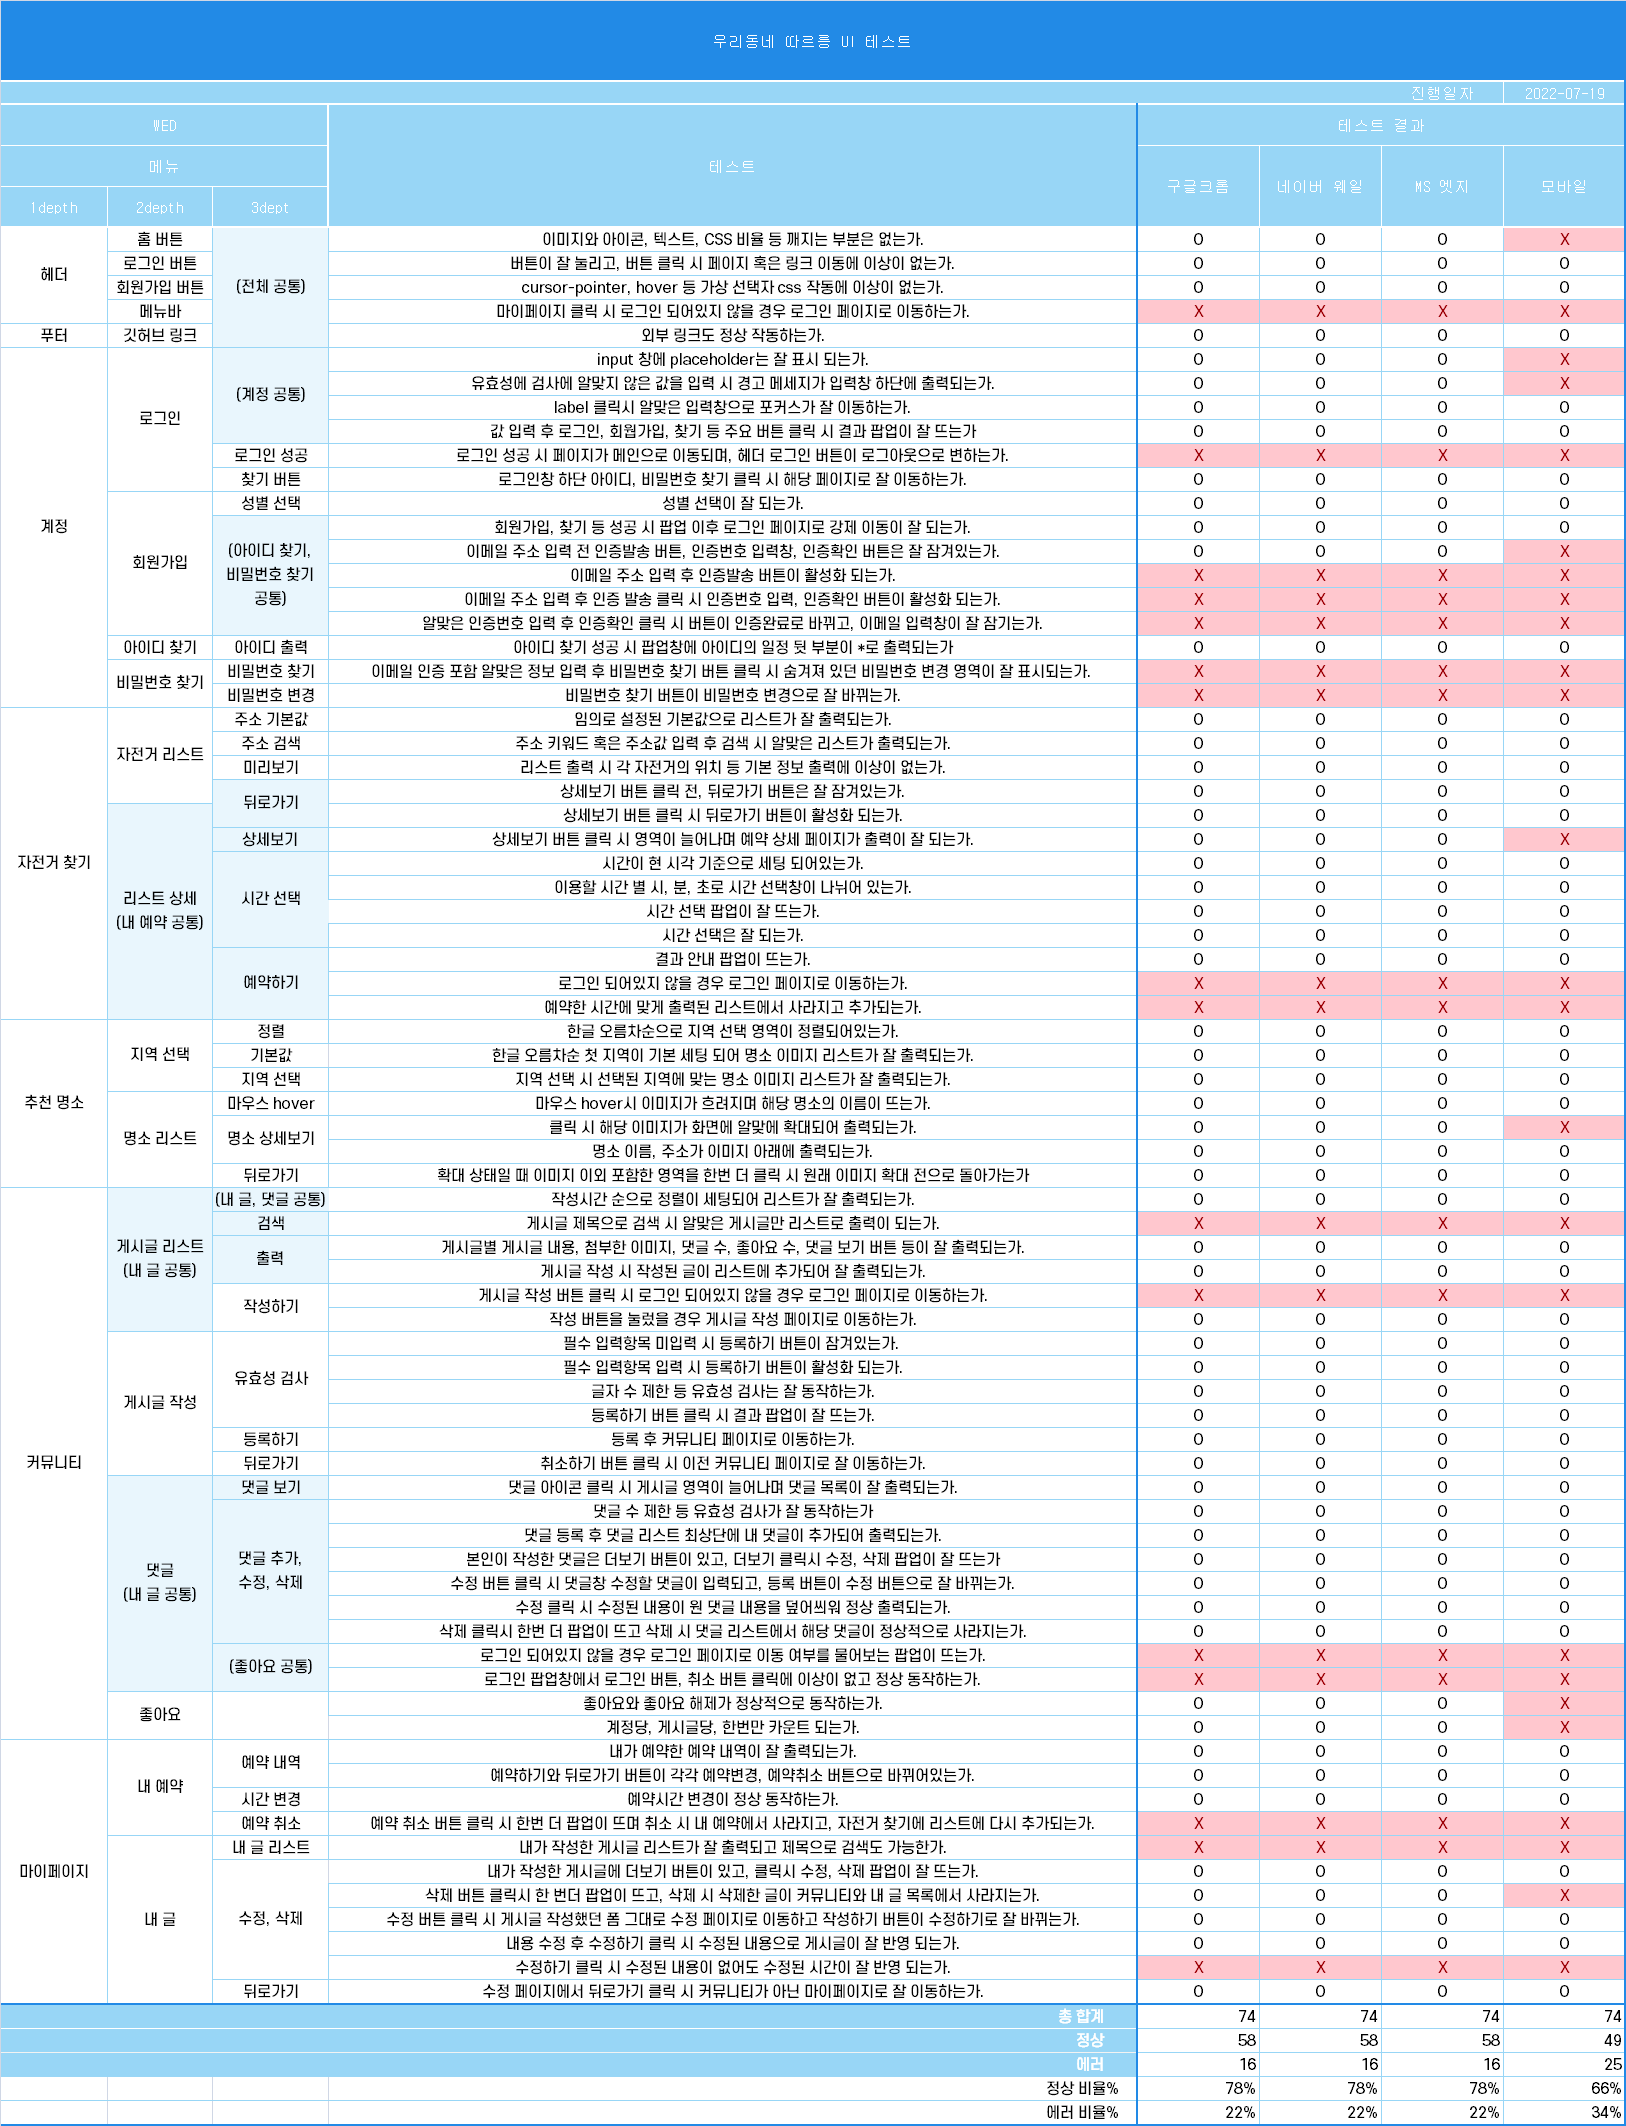 우리동네 따르릉 UI 테스트
진행일자 2022-07-19
WED 테스트 결과
메뉴 테스트 구글크롬 네이버 웨일 MS 엣지 모바일
1depth 2depth 3dept
헤더 홈 버튼 (전체 공통) 이미지와 아이콘, 텍스트, CSS 비율 등 깨지는 부분은 없는가. O O O X
로그인 버튼 버튼이 잘 눌리고, 버튼 클릭 시 페이지 혹은 링크 이동에 이상이 없는가. O O O O
회원가입 버튼 cursor-pointer, hover 등 가상 선택자 css 작동에 이상이 없는가. O O O O
메뉴바 마이페이지 클릭 시 로그인 되어있지 않을 경우 로그인 페이지로 이동하는가. X X X X
푸터 깃허브 링크 외부 링크도 정상 작동하는가. O O O O
계정 로그인 (계정 공통) input 창에 placeholder는 잘 표시 되는가. O O O X
유효성에 검사에 알맞지 않은 값을 입력 시 경고 메세지가 입력창 하단에 출력되는가. O O O X
label 클릭시 알맞은 입력창으로 포커스가 잘 이동하는가. O O O O
값 입력 후 로그인, 회웝가입, 찾기 등 주요 버튼 클릭 시 결과 팝업이 잘 뜨는가 O O O O
로그인 성공 로그인 성공 시 페이지가 메인으로 이동되며, 헤더 로그인 버튼이 로그아웃으로 변하는가. X X X X
찾기 버튼 로그인창 하단 아이디, 비밀번호 찾기 클릭 시 해당 페이지로 잘 이동하는가. O O O O
회원가입 성별 선택 성별 선택이 잘 되는가. O O O O
(아이디 찾기, 비밀번호 찾기 공통) 회원가입, 찾기 등 성공 시 팝업 이후 로그인 페이지로 강제 이동이 잘 되는가. O O O O
이메일 주소 입력 전 인증발송 버튼, 인증번호 입력창, 인증확인 버튼은 잘 잠겨있는가. O O O X
이메일 주소 입력 후 인증발송 버튼이 활성화 되는가. X X X X
이메일 주소 입력 후 인증 발송 클릭 시 인증번호 입력, 인증확인 버튼이 활성화 되는가. X X X X
알맞은 인증번호 입력 후 인증확인 클릭 시 버튼이 인증완료로 바뀌고, 이메일 입력창이 잘 잠기는가. X X X X
아이디 찾기 아이디 출력 아이디 찾기 성공 시 팝업창에 아이디의 일정 뒷 부분이 *로 출력되는가 O O O O
비밀번호 찾기 비밀번호 찾기 이메일 인증 포함 알맞은 정보 입력 후 비밀번호 찾기 버튼 클릭 시 숨겨져 있던 비밀번호 변경 영역이 잘 표시되는가. X X X X
비밀번호 변경 비밀번호 찾기 버튼이 비밀번호 변경으로 잘 바뀌는가. X X X X
자전거 찾기 자전거 리스트 주소 기본값 임의로 설정된 기본값으로 리스트가 잘 출력되는가. O O O O
주소 검색 주소 키워드 혹은 주소값 입력 후 검색 시 알맞은 리스트가 출력되는가. O O O O
미리보기 리스트 출력 시 각 자전거의 위치 등 기본 정보 출력에 이상이 없는가. O O O O
뒤로가기 상세보기 버튼 클릭 전, 뒤로가기 버튼은 잘 잠겨있는가. O O O O
리스트 상세 (내 예약 공통) 상세보기 버튼 클릭 시 뒤로가기 버튼이 활성화 되는가. O O O O
상세보기 상세보기 버튼 클릭 시 영역이 늘어나며 예약 상세 페이지가 출력이 잘 되는가. O O O X
시간 선택 시간이 현 시각 기준으로 세팅 되어있는가. O O O O
이용할 시간 별 시, 분, 초로 시간 선택창이 나뉘어 있는가. O O O O
시간 선택 팝업이 잘 뜨는가. O O O O
시간 선택은 잘 되는가. O O O O
예약하기 결과 안내 팝업이 뜨는가. O O O O
로그인 되어있지 않을 경우 로그인 페이지로 이동하는가. X X X X
예약한 시간에 맞게 출력된 리스트에서 사라지고 추가되는가. X X X X
추천 명소 지역 선택 정렬 한글 오름차순으로 지역 선택 영역이 정렬되어있는가. O O O O
기본값 한글 오름차순 첫 지역이 기본 세팅 되어 명소 이미지 리스트가 잘 출력되는가. O O O O
지역 선택 지역 선택 시 선택된 지역에 맞는 명소 이미지 리스트가 잘 출력되는가. O O O O
명소 리스트 마우스 hover 마우스 hover시 이미지가 흐려지며 해당 명소의 이름이 뜨는가. O O O O
명소 상세보기 클릭 시 해당 이미지가 화면에 알맞에 확대되어 출력되는가. O O O X
명소 이름, 주소가 이미지 아래에 출력되는가. O O O O
뒤로가기 확대 상태일 때 이미지 이외 포함한 영역을 한번 더 클릭 시 원래 이미지 확대 전으로 돌아가는가 O O O O
커뮤니티 게시글 리스트 (내 글 공통) (내 글, 댓글 공통) 작성시간 순으로 정렬이 세팅되어 리스트가 잘 출력되는가. O O O O
검색 게시글 제목으로 검색 시 알맞은 게시글만 리스트로 출력이 되는가. X X X X
출력 게시글별 게시글 내용, 첨부한 이미지, 댓글 수, 좋아요 수, 댓글 보기 버튼 등이 잘 출력되는가. O O O O
게시글 작성 시 작성된 글이 리스트에 추가되어 잘 출력되는가. O O O O
작성하기 게시글 작성 버튼 클릭 시 로그인 되어있지 않을 경우 로그인 페이지로 이동하는가. X X X X
작성 버튼을 눌렀을 경우 게시글 작성 페이지로 이동하는가. O O O O
게시글 작성 유효성 검사 필수 입력항목 미입력 시 등록하기 버튼이 잠겨있는가. O O O O
필수 입력항목 입력 시 등록하기 버튼이 활성화 되는가. O O O O
글자 수 제한 등 유효성 검사는 잘 동작하는가. O O O O
등록하기 버튼 클릭 시 결과 팝업이 잘 뜨는가. O O O O
등록하기 등록 후 커뮤니티 페이지로 이동하는가. O O O O
뒤로가기 취소하기 버튼 클릭 시 이전 커뮤니티 페이지로 잘 이동하는가. O O O O
댓글 (내 글 공통) 댓글 보기 댓글 아이콘 클릭 시 게시글 영역이 늘어나며 댓글 목록이 잘 출력되는가. O O O O
댓글 추가, 수정, 삭제 댓글 수 제한 등 유효성 검사가 잘 동작하는가 O O O O
댓글 등록 후 댓글 리스트 최상단에 내 댓글이 추가되어 출력되는가. O O O O
본인이 작성한 댓글은 더보기 버튼이 있고, 더보기 클릭시 수정, 삭제 팝업이 잘 뜨는가 O O O O
수정 버튼 클릭 시 댓글창 수정할 댓글이 입력되고, 등록 버튼이 수정 버튼으로 잘 바뀌는가. O O O O
수정 클릭 시 수정된 내용이 원 댓글 내용을 덮어씌워 정상 출력되는가. O O O O
삭제 클릭시 한번 더 팝업이 뜨고 삭제 시 댓글 리스트에서 해당 댓글이 정상적으로 사라지는가. O O O O
(좋아요 공통) 로그인 되어있지 않을 경우 로그인 페이지로 이동 여부를 물어보는 팝업이 뜨는가. X X X X
로그인 팝업창에서 로그인 버튼, 취소 버튼 클릭에 이상이 없고 정상 동작하는가. X X X X
좋아요 좋아요와 좋아요 해제가 정상적으로 동작하는가. O O O X
계정당, 게시글당, 한번만 카운트 되는가. O O O X
마이페이지 내 예약 예약 내역 내가 예약한 예약 내역이 잘 출력되는가. O O O O
예약하기와 뒤로가기 버튼이 각각 예약변경, 예약취소 버튼으로 바뀌어있는가. O O O O
시간 변경 예약시간 변경이 정상 동작하는가. O O O O
예약 취소 예약 취소 버튼 클릭 시 한번 더 팝업이 뜨며 취소 시 내 예약에서 사라지고, 자전거 찾기에 리스트에 다시 추가되는가. X X X X
내 글 내 글 리스트 내가 작성한 게시글 리스트가 잘 출력되고 제목으로 검색도 가능한가. X X X X
수정, 삭제 내가 작성한 게시글에 더보기 버튼이 있고, 클릭시 수정, 삭제 팝업이 잘 뜨는가. O O O O
삭제 버튼 클릭시 한 번더 팝업이 뜨고, 삭제 시 삭제한 글이 커뮤니티와 내 글 목록에서 사라지는가. O O O X
수정 버튼 클릭 시 게시글 작성했던 폼 그대로 수정 페이지로 이동하고 작성하기 버튼이 수정하기로 잘 바뀌는가. O O O O
내용 수정 후 수정하기 클릭 시 수정된 내용으로 게시글이 잘 반영 되는가. O O O O
수정하기 클릭 시 수정된 내용이 없어도 수정된 시간이 잘 반영 되는가. X X X X
뒤로가기 수정 페이지에서 뒤로가기 클릭 시 커뮤니티가 아닌 마이페이지로 잘 이동하는가. O O O O
총 합계 74 74 74 74
정상 58 58 58 49
에러 16 16 16 25
정상 비율% 78% 78% 78% 66%
에러 비율% 22% 22% 22% 34%